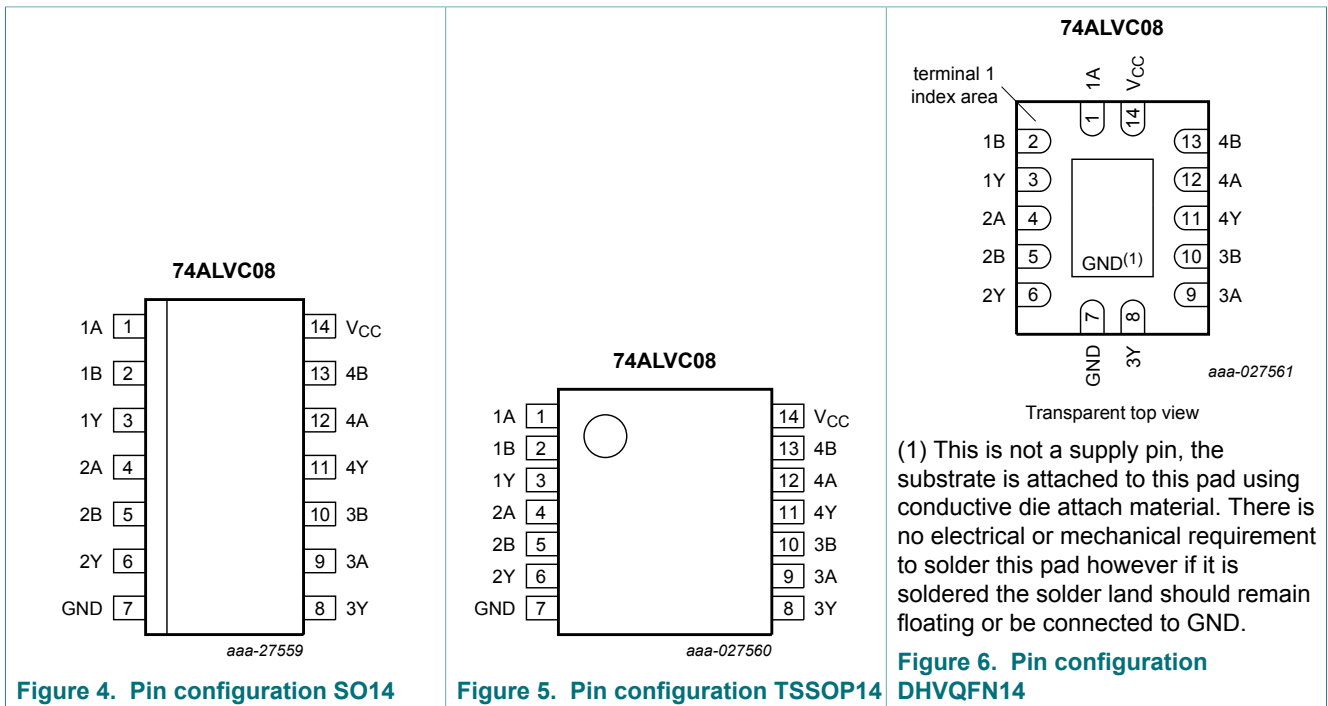 74ALVC08
1A 1 14 VCC
1B 2 13 4B
1Y 3 12 4A
2A 4 11 4Y
2B 5 10 3B
2Y 6 9 3A
GND 7 8 3Y
aaa-27559
Figure 4. Pin configuration SO14
74ALVC08
1A 1 14 VCC
1B 2 13 4B
1Y 3 12 4A
2A 4 11 4Y
2B 5 10 3B
2Y 6 9 3A
GND 7 8 3Y
aaa-027560
Figure 5. Pin configuration TSSOP14
74ALVC08
terminal 1
index area
1A VCC
1 14
1B 2 13 4B
1Y 3 12 4A
2A 4 11 4Y
2B 5 10 3B
GND(1)
2Y 6 9 3A
7 8
GND 3Y
aaa-027561
Transparent top view
(1) This is not a supply pin, the
substrate is attached to this pad using
conductive die attach material. There is
no electrical or mechanical requirement
to solder this pad however if it is
soldered the solder land should remain
floating or be connected to GND.
Figure 6. Pin configuration
DHVQFN14